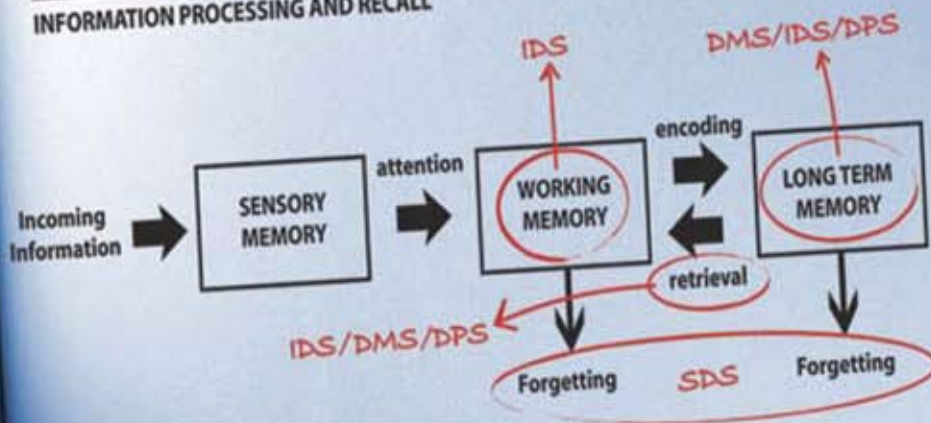 INFORMATION PROCESSING AND RECALL
IDS
DMS/IDS/DPS
Incoming
Information
SENSORY
MEMORY
attention
WORKING
MEMORY
encoding
LONG TERM
MEMORY
retrieval
IDS/DMS/DPS
Forgetting
SDS
Forgetting